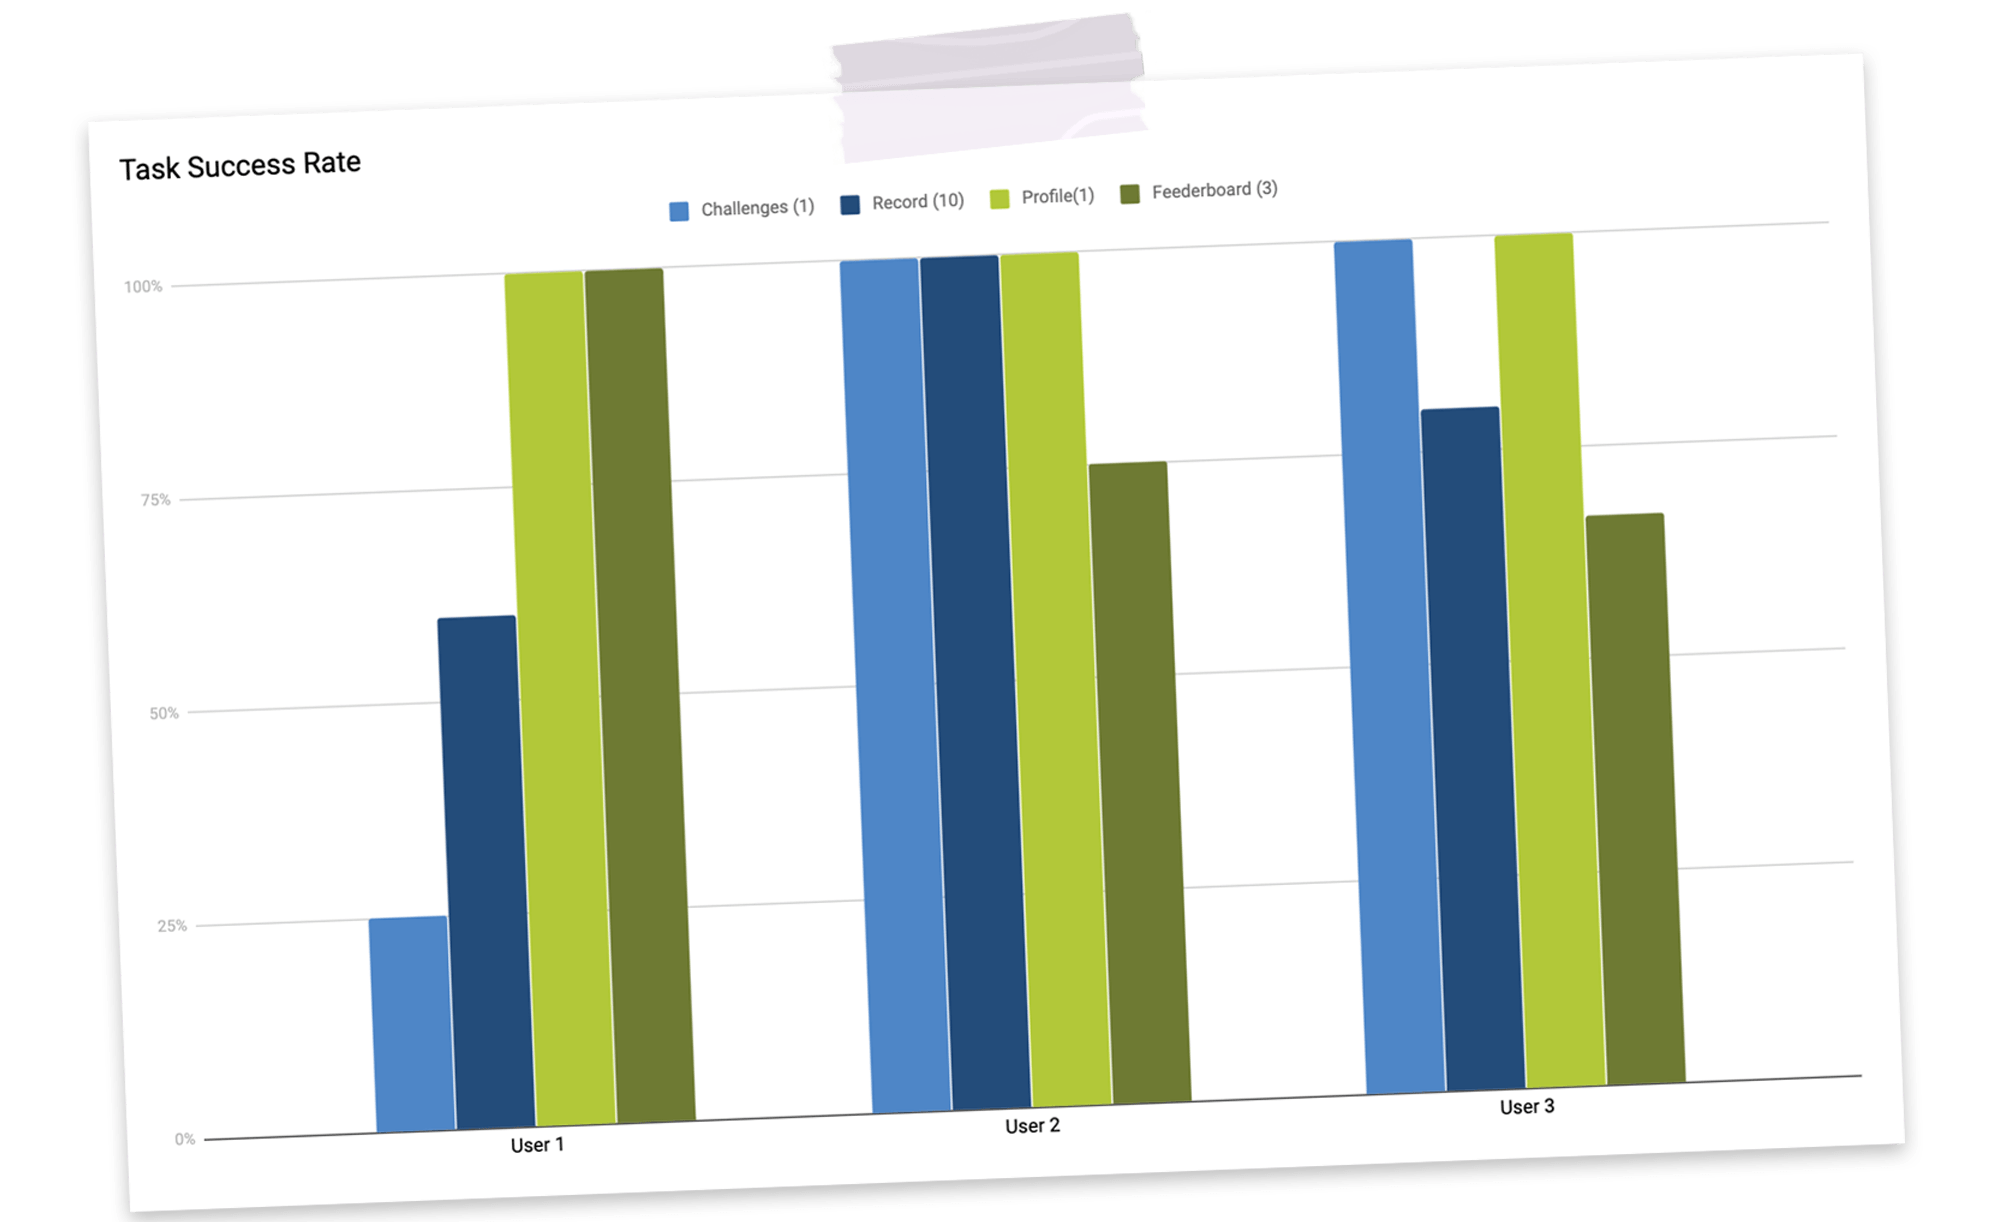 Task Success Rate
Challenges (1) Record (10) Profile(1) Feederboard (3)
100%
75%
50%
25%
0%
User 1 User 2 User 3